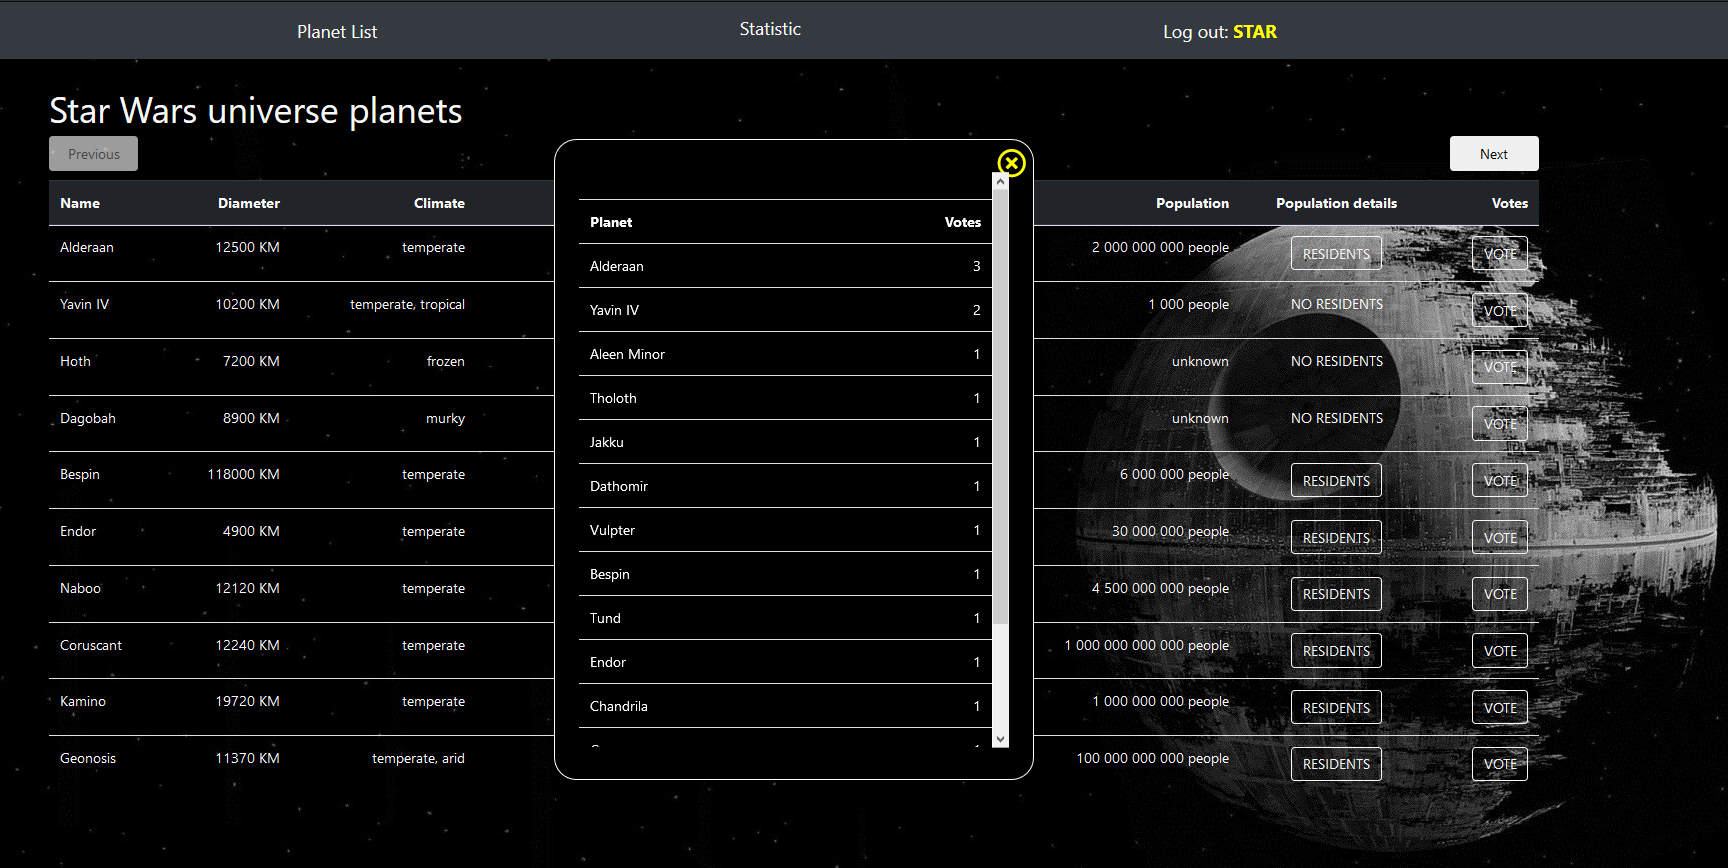 Planet List Statistic Log out: STAR
Star Wars universe planets
Previous Next
Name Diameter Climate Population Population details Votes
Alderaan 12500 KM temperate 2 000 000 000 people RESIDENTS VOTE
Yavin IV 10200 KM temperate, tropical 1 000 people NO RESIDENTS VOTE
Hoth 7200 KM frozen unknown NO RESIDENTS VOTE
Dagobah 8900 KM murky unknown NO RESIDENTS VOTE
Bespin 118000 KM temperate 6 000 000 people RESIDENTS VOTE
Endor 4900 KM temperate 30 000 000 people RESIDENTS VOTE
Naboo 12120 KM temperate 4 500 000 000 people RESIDENTS VOTE
Coruscant 12240 KM temperate 1 000 000 000 000 people RESIDENTS VOTE
Kamino 19720 KM temperate 1 000 000 000 people RESIDENTS VOTE
Geonosis 11370 KM temperate, arid 100 000 000 000 people RESIDENTS VOTE
Planet Votes
Alderaan 3
Yavin IV 2
Aleen Minor 1
Tholoth 1
Jakku 1
Dathomir 1
Vulpter 1
Bespin 1
Tund 1
Endor 1
Chandrila 1